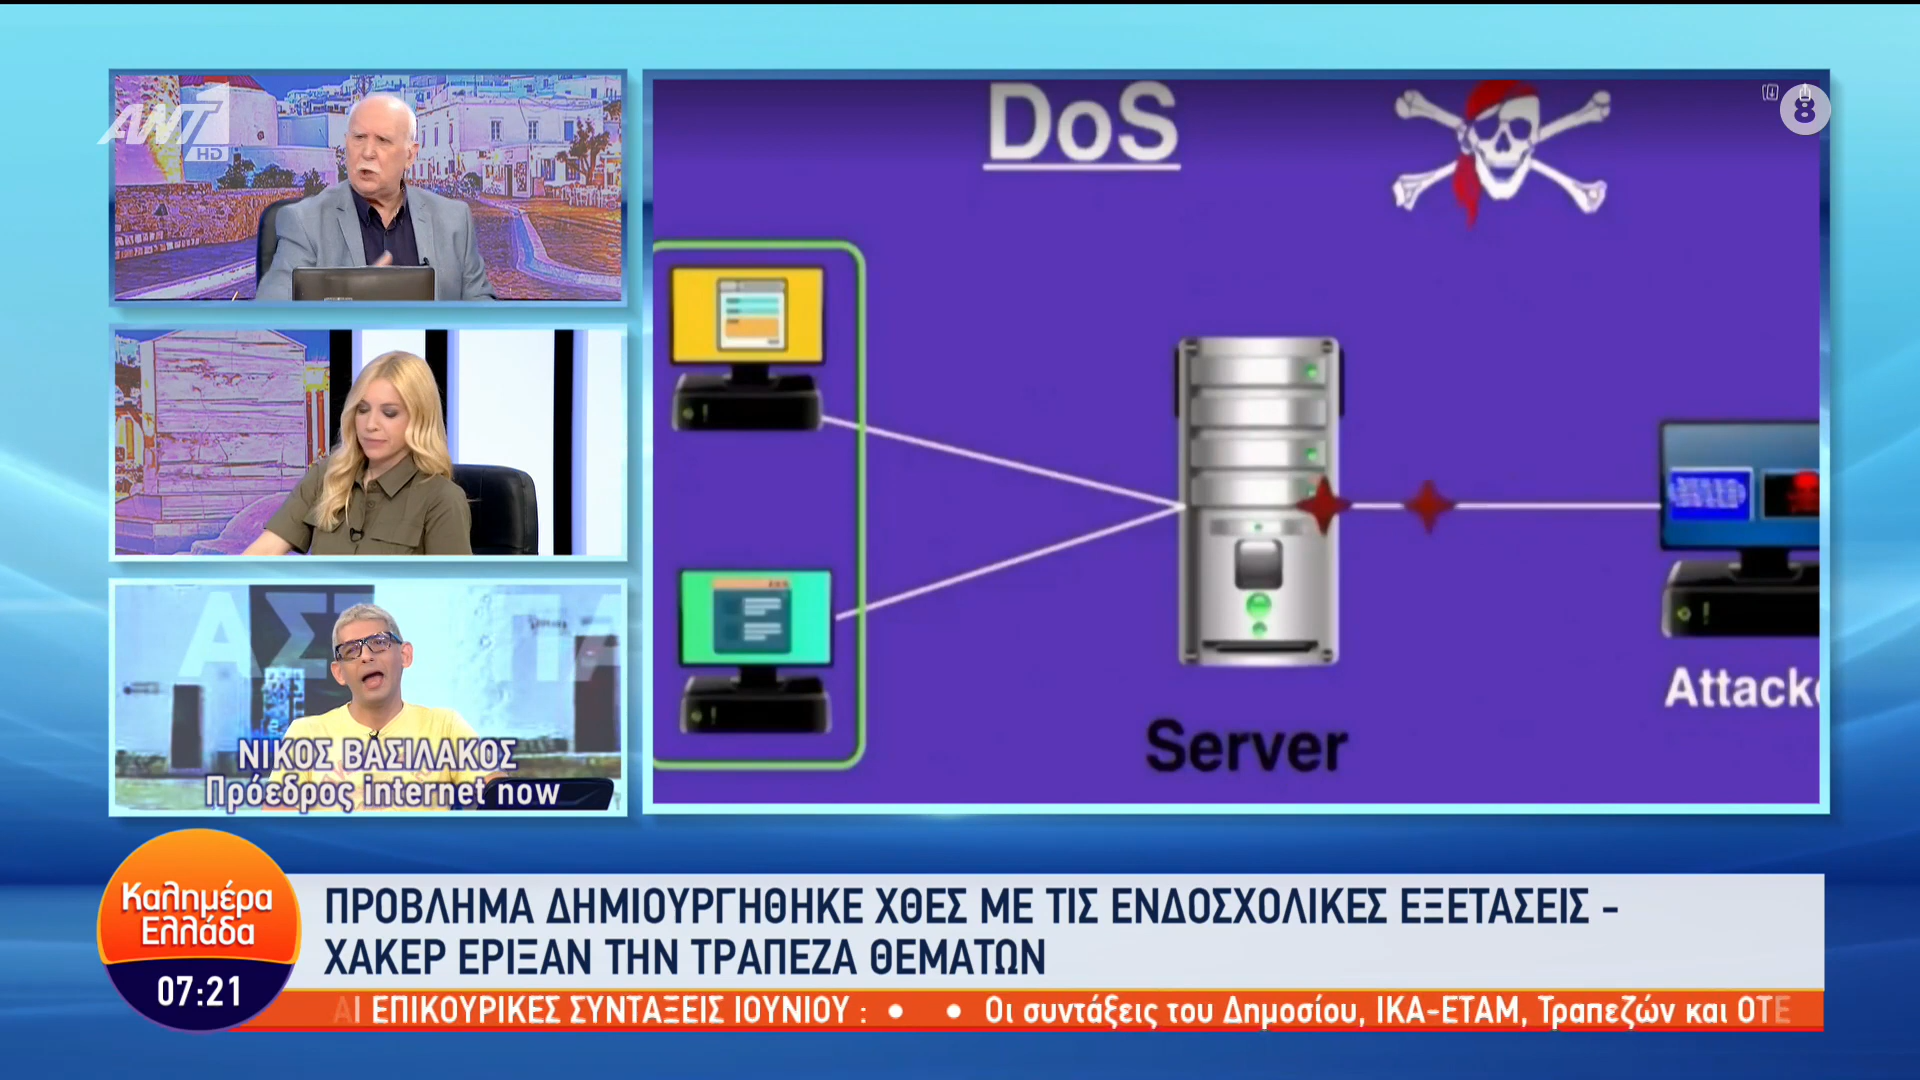 ANT1
HD
8
DoS
Server
ΝΙΚΟΣ ΒΑΣΙΛΑΚΟΣ
Πρόεδρος internet now
Καλημέρα
Ελλάδα
07:21
ΠΡΟΒΛΗΜΑ ΔΗΜΙΟΥΡΓΗΘΗΚΕ ΧΘΕΣ ΜΕ ΤΙΣ ΕΝΔΟΣΧΟΛΙΚΕΣ ΕΞΕΤΑΣΕΙΣ –
ΧΑΚΕΡ ΕΡΙΞΑΝ ΤΗΝ ΤΡΑΠΕΖΑ ΘΕΜΑΤΩΝ
ΑΙ ΕΠΙΚΟΥΡΙΚΕΣ ΣΥΝΤΑΞΕΙΣ ΙΟΥΝΙΟΥ : • • Οι συντάξεις του Δημοσίου, ΙΚΑ-ΕΤΑΜ, Τραπεζών και ΟΤΕ